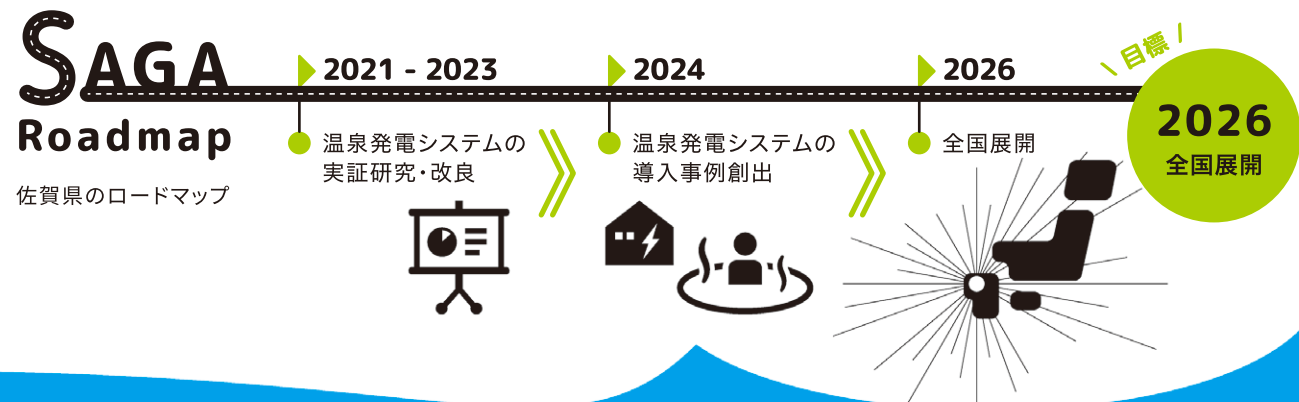 SAGA
Roadmap
佐賀県のロードマップ
2021 - 2023
温泉発電システムの
実証研究・改良
2024
温泉発電システムの
導入事例創出
2026
全国展開
目標
2026
全国展開